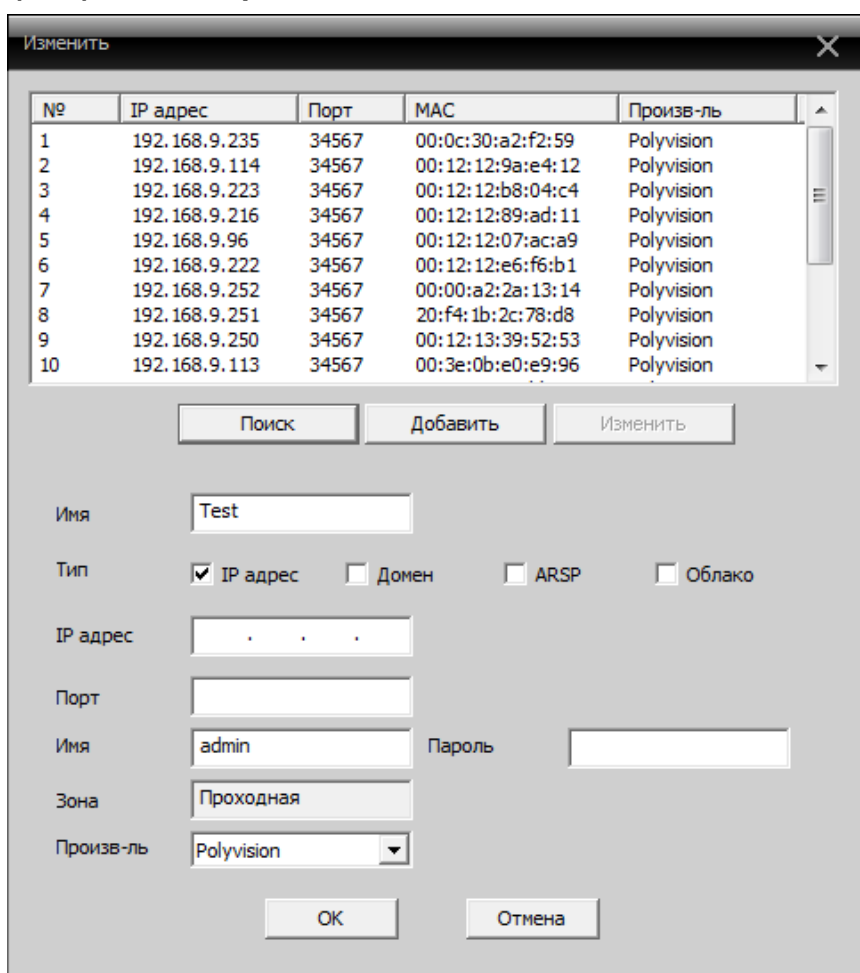 Изменить
№ IP адрес Порт MAC Произв-ль
1 192.168.9.235 34567 00:0c:30:a2:f2:59 Polyvision
2 192.168.9.114 34567 00:12:12:9a:e4:12 Polyvision
3 192.168.9.223 34567 00:12:12:b8:04:c4 Polyvision
4 192.168.9.216 34567 00:12:12:89:ad:11 Polyvision
5 192.168.9.96 34567 00:12:12:07:ac:a9 Polyvision
6 192.168.9.222 34567 00:12:12:e6:f6:b1 Polyvision
7 192.168.9.252 34567 00:00:a2:2a:13:14 Polyvision
8 192.168.9.251 34567 20:f4:1b:2c:78:d8 Polyvision
9 192.168.9.250 34567 00:12:13:39:52:53 Polyvision
10 192.168.9.113 34567 00:3e:0b:e0:e9:96 Polyvision
Поиск Добавить Изменить
Имя Test
Тип IP адрес Домен ARSP Облако
IP адрес . . .
Порт
Имя admin Пароль
Зона Проходная
Произв-ль Polyvision
OK Отмена